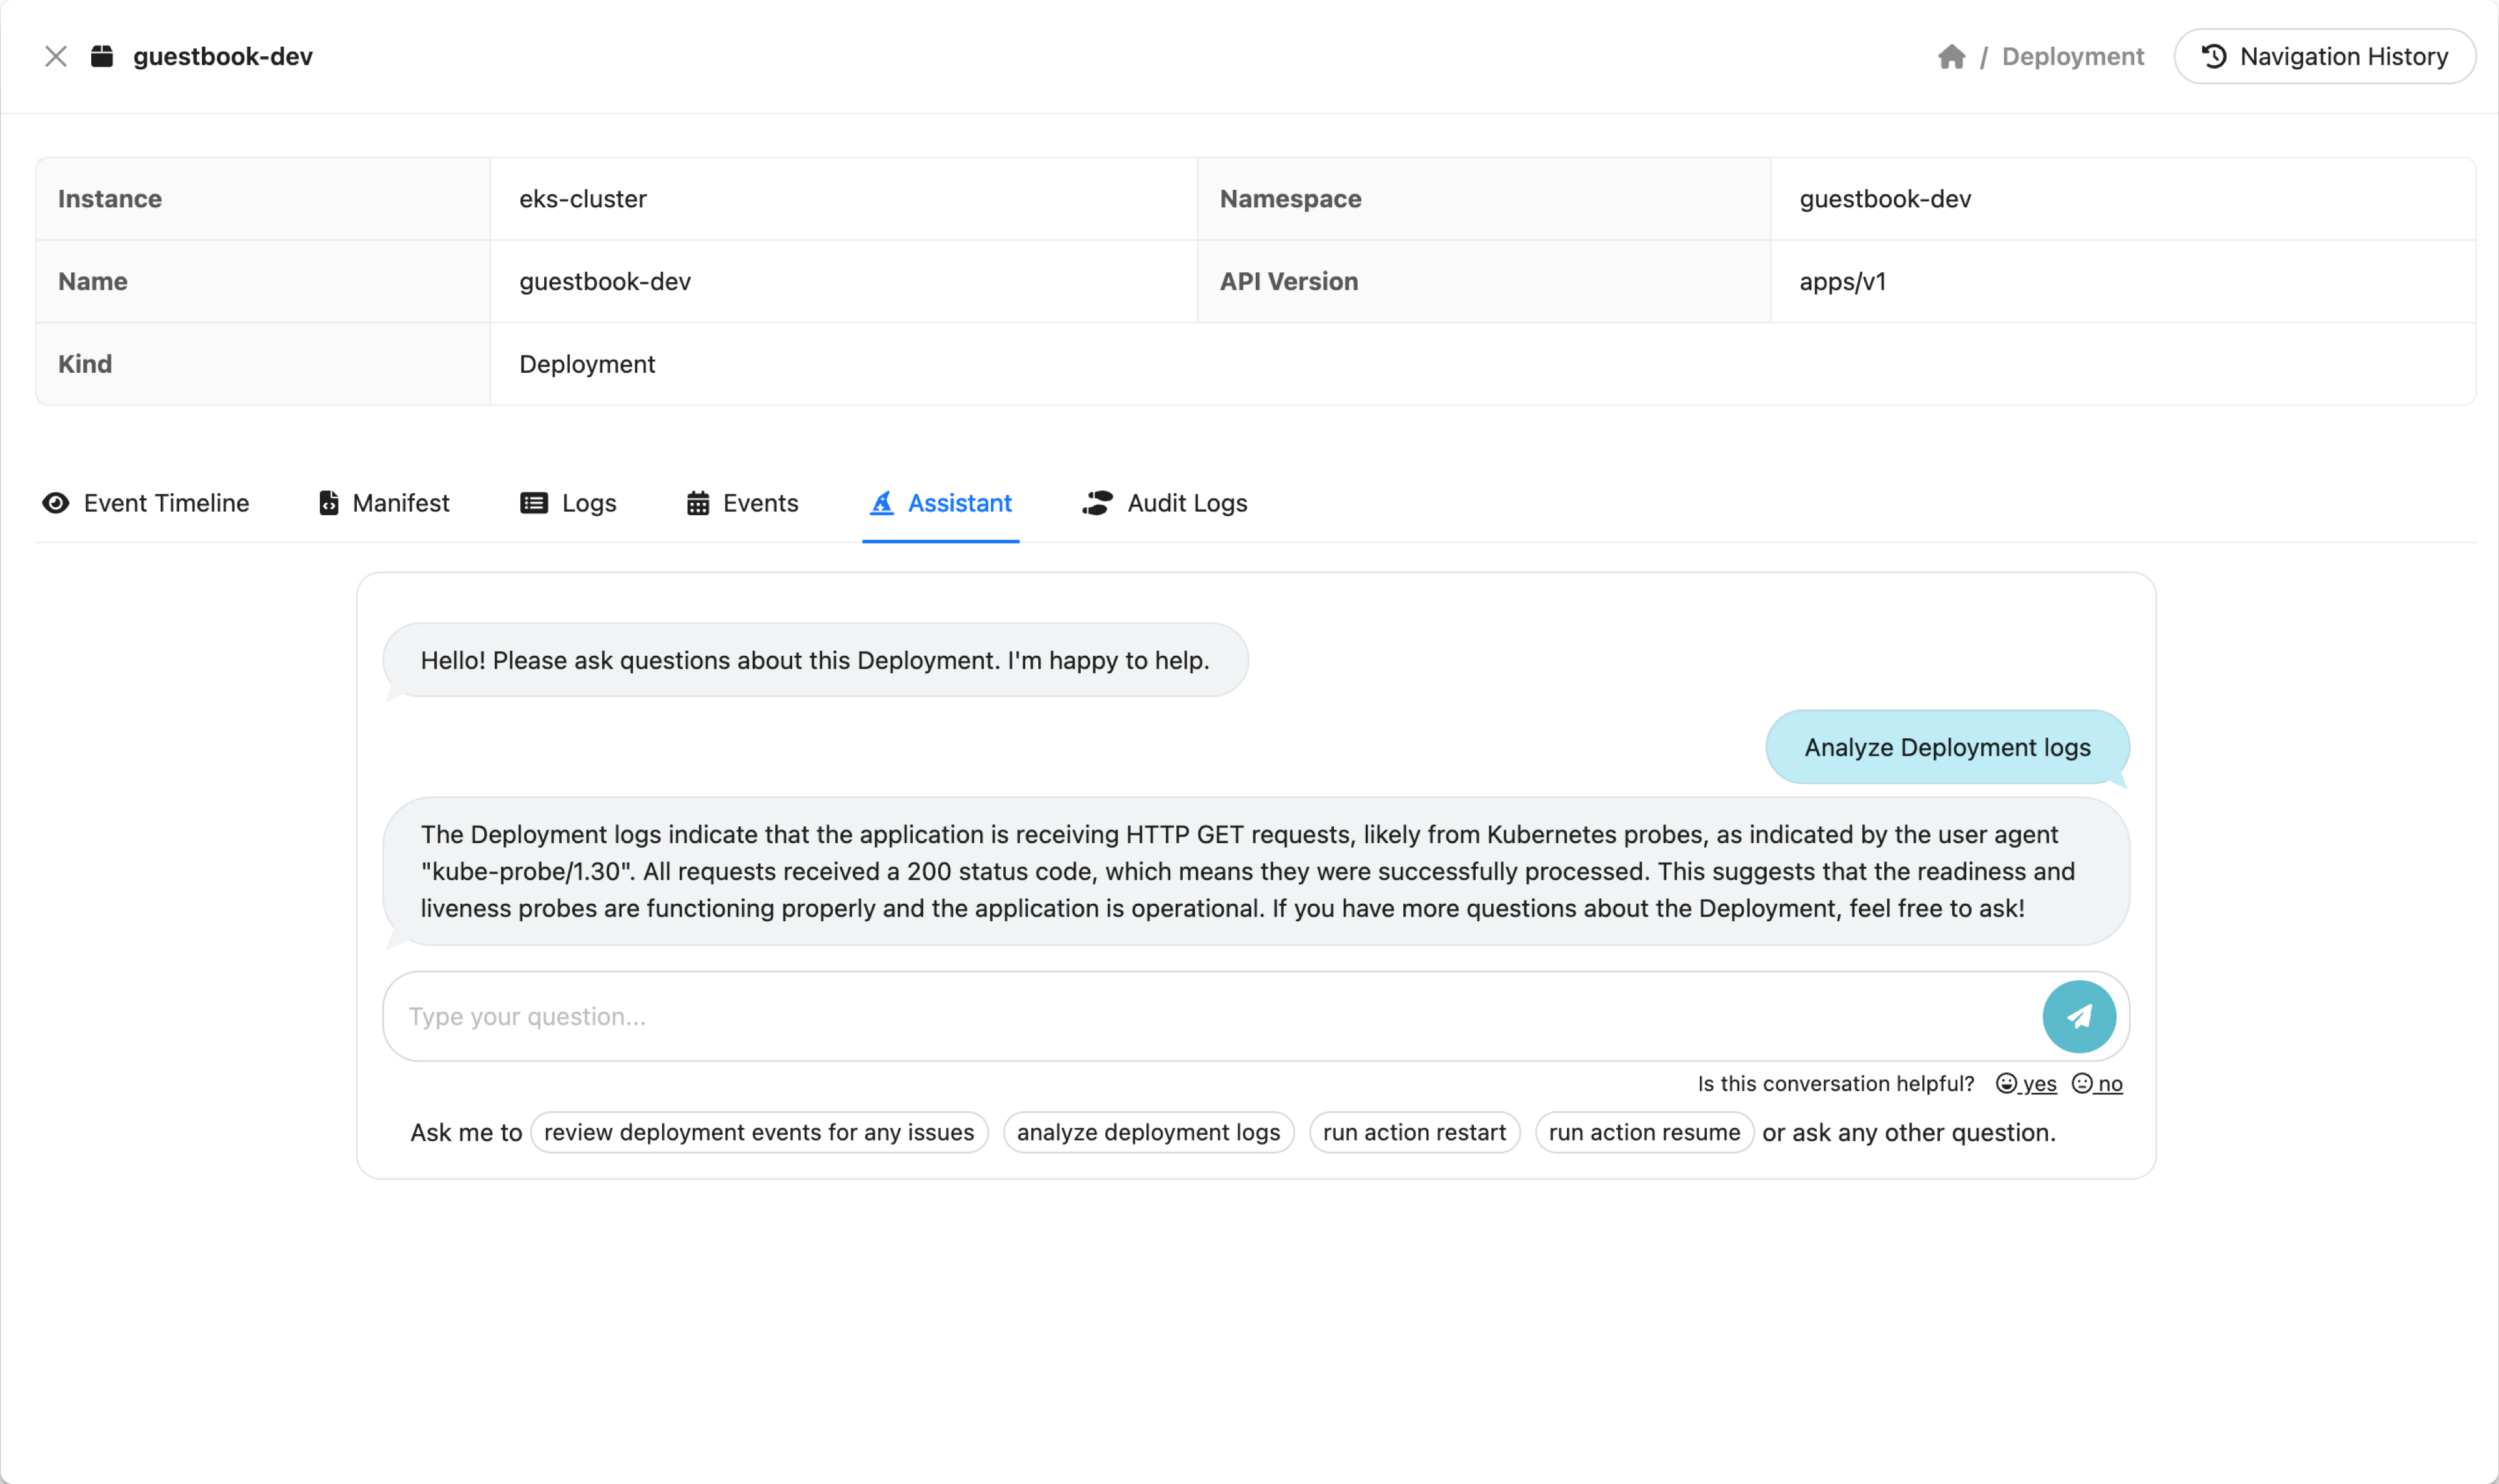 guestbook-dev
/ Deployment
Navigation History
Instance
eks-cluster
Namespace
guestbook-dev
Name
guestbook-dev
API Version
apps/v1
Kind
Deployment
Event Timeline
Manifest
Logs
Events
Assistant
Audit Logs
Hello! Please ask questions about this Deployment. I'm happy to help.
Analyze Deployment logs
The Deployment logs indicate that the application is receiving HTTP GET requests, likely from Kubernetes probes, as indicated by the user agent
"kube-probe/1.30". All requests received a 200 status code, which means they were successfully processed. This suggests that the readiness and
liveness probes are functioning properly and the application is operational. If you have more questions about the Deployment, feel free to ask!
Type your question...
Is this conversation helpful? yes no
Ask me to review deployment events for any issues analyze deployment logs run action restart run action resume or ask any other question.